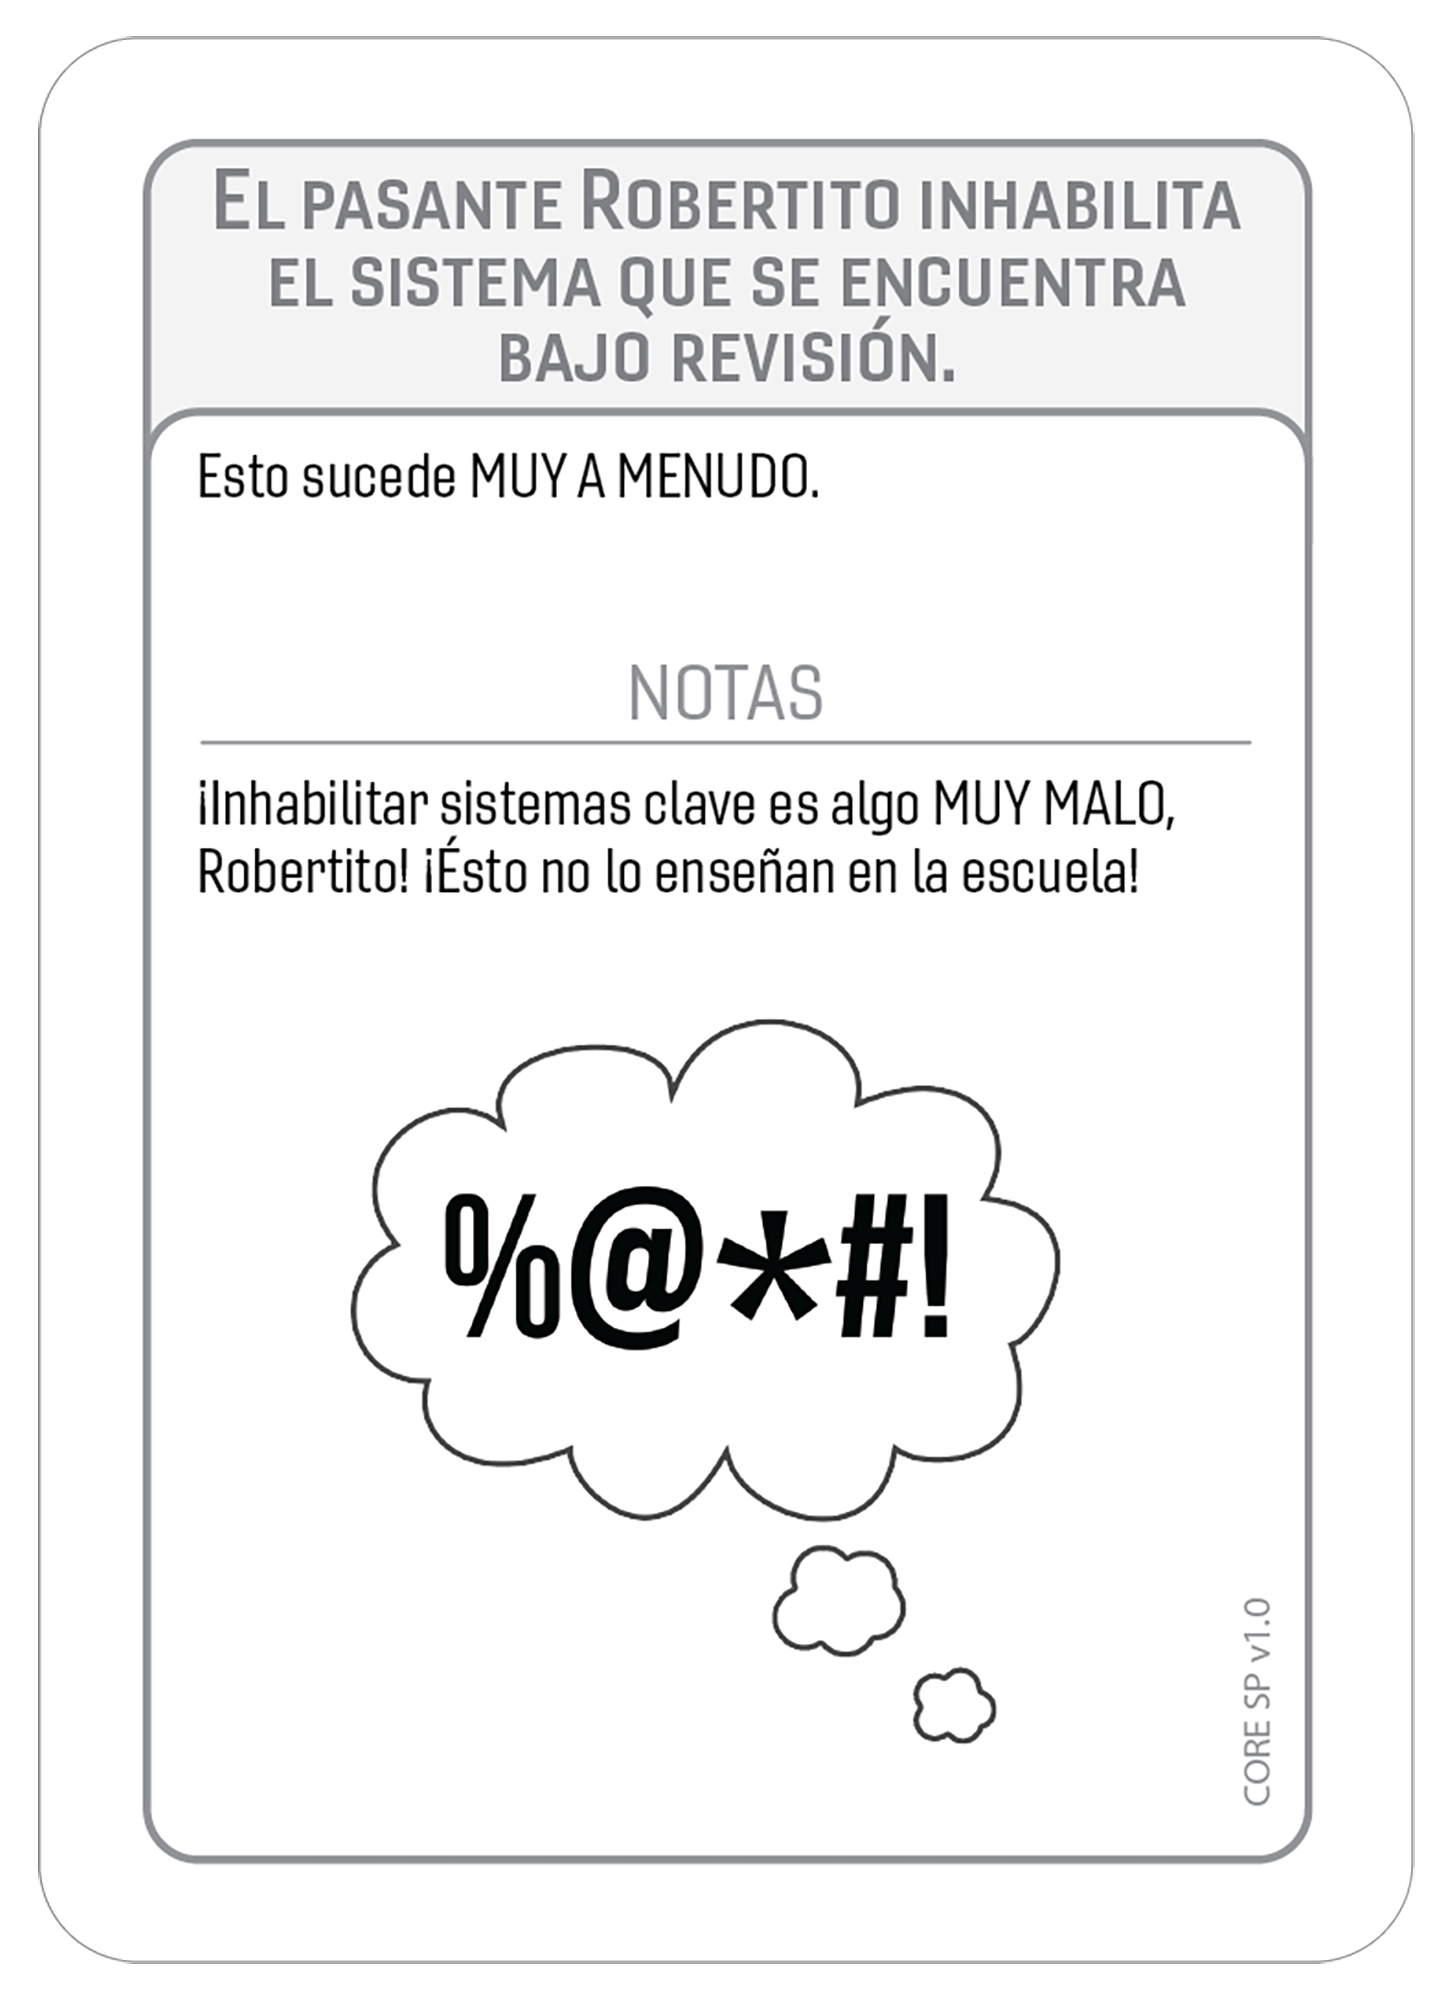 El pasante Robertito inhabilita
el sistema que se encuentra
bajo revisión.
Esto sucede MUY A MENUDO.
NOTAS
¡Inhabilitar sistemas clave es algo MUY MALO,
Robertito! ¡Ésto no lo enseñan en la escuela!
%@*#!
CORE SP v1.0